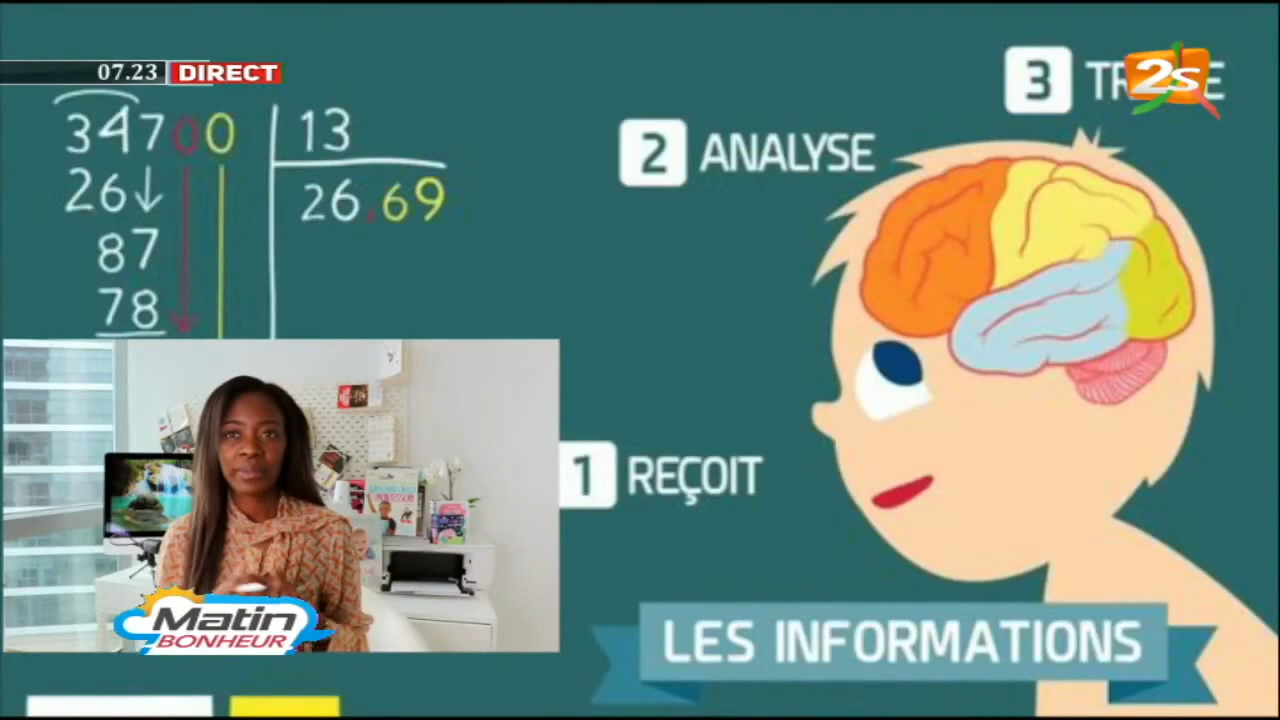 07.23 DIRECT
34700 13
26 26.69
87
78
3
2s
2 ANALYSE
1 REÇOIT
Matin
BONHEUR
LES INFORMATIONS